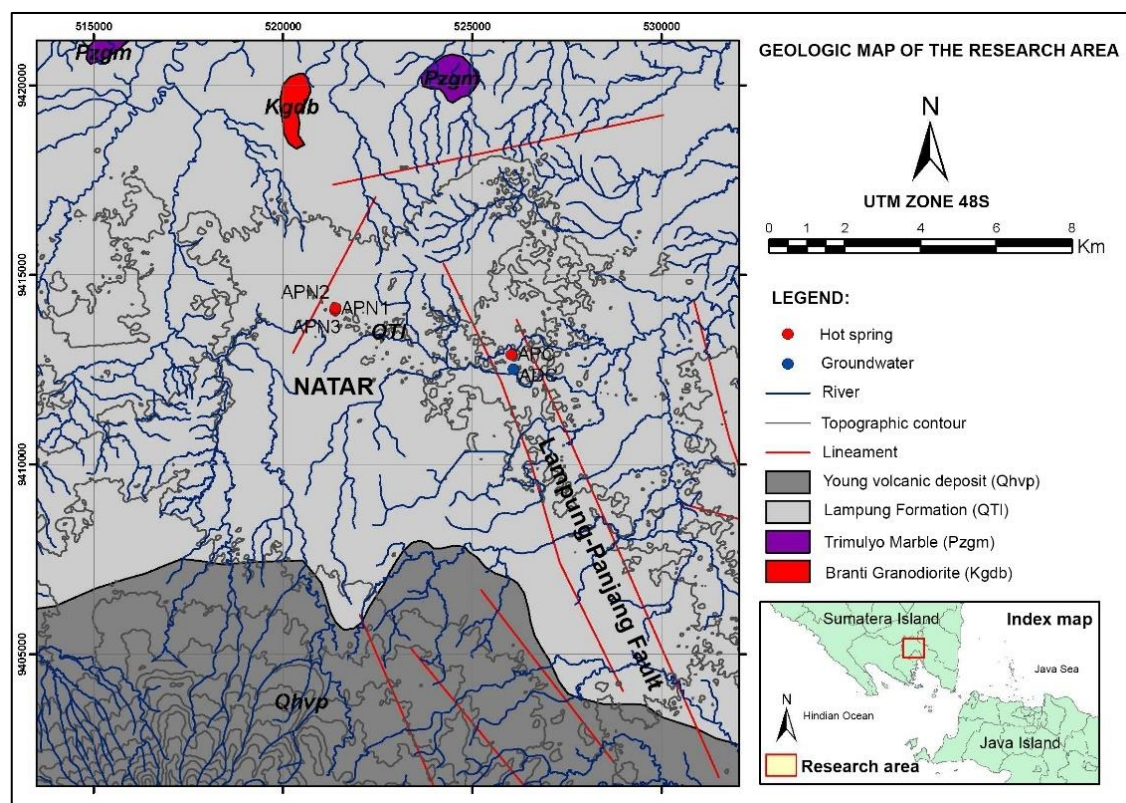 515000 520000 525000 530000
Pzgm
Pzgm
Kgdb
9420000
9415000
9410000
9405000
APN2
APN1
APN3
QTl
APC
ADC
NATAR
Lampung-Panjang Fault
Qhvp
GEOLOGIC MAP OF THE RESEARCH AREA
N
UTM ZONE 48S
0 1 2 4 6 8
Km
LEGEND:
Hot spring
Groundwater
River
Topographic contour
Lineament
Young volcanic deposit (Qhvp)
Lampung Formation (QTl)
Trimulyo Marble (Pzgm)
Branti Granodiorite (Kgdb)
Sumatera Island
Index map
Java Sea
N
Hindian Ocean
Java Island
Research area